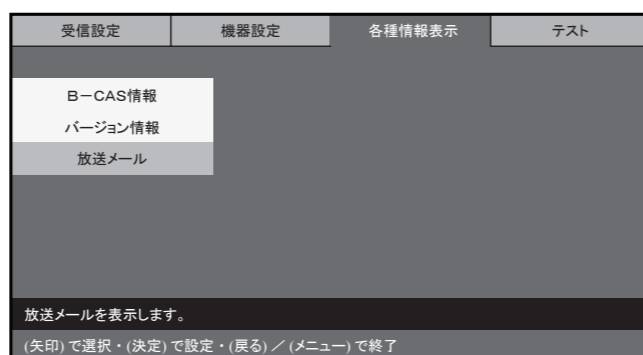 受信設定 機器設定 各種情報表示 テスト
B－CAS情報
バージョン情報
放送メール
放送メールを表示します。
(矢印) で選択・(決定) で設定・(戻る) ／ (メニュー) で終了